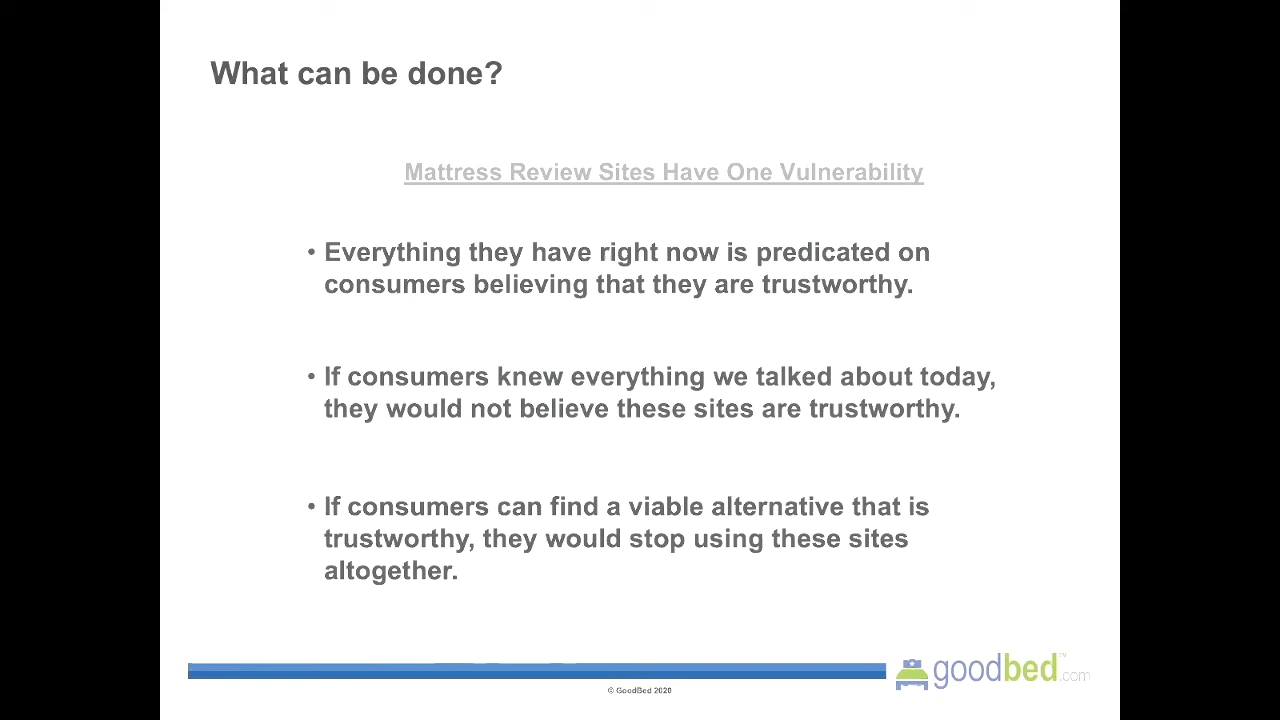 What can be done?
Mattress Review Sites Have One Vulnerability
• Everything they have right now is predicated on
consumers believing that they are trustworthy.
• If consumers knew everything we talked about today,
they would not believe these sites are trustworthy.
• If consumers can find a viable alternative that is
trustworthy, they would stop using these sites
altogether.
goodbed.com™
© GoodBed 2020